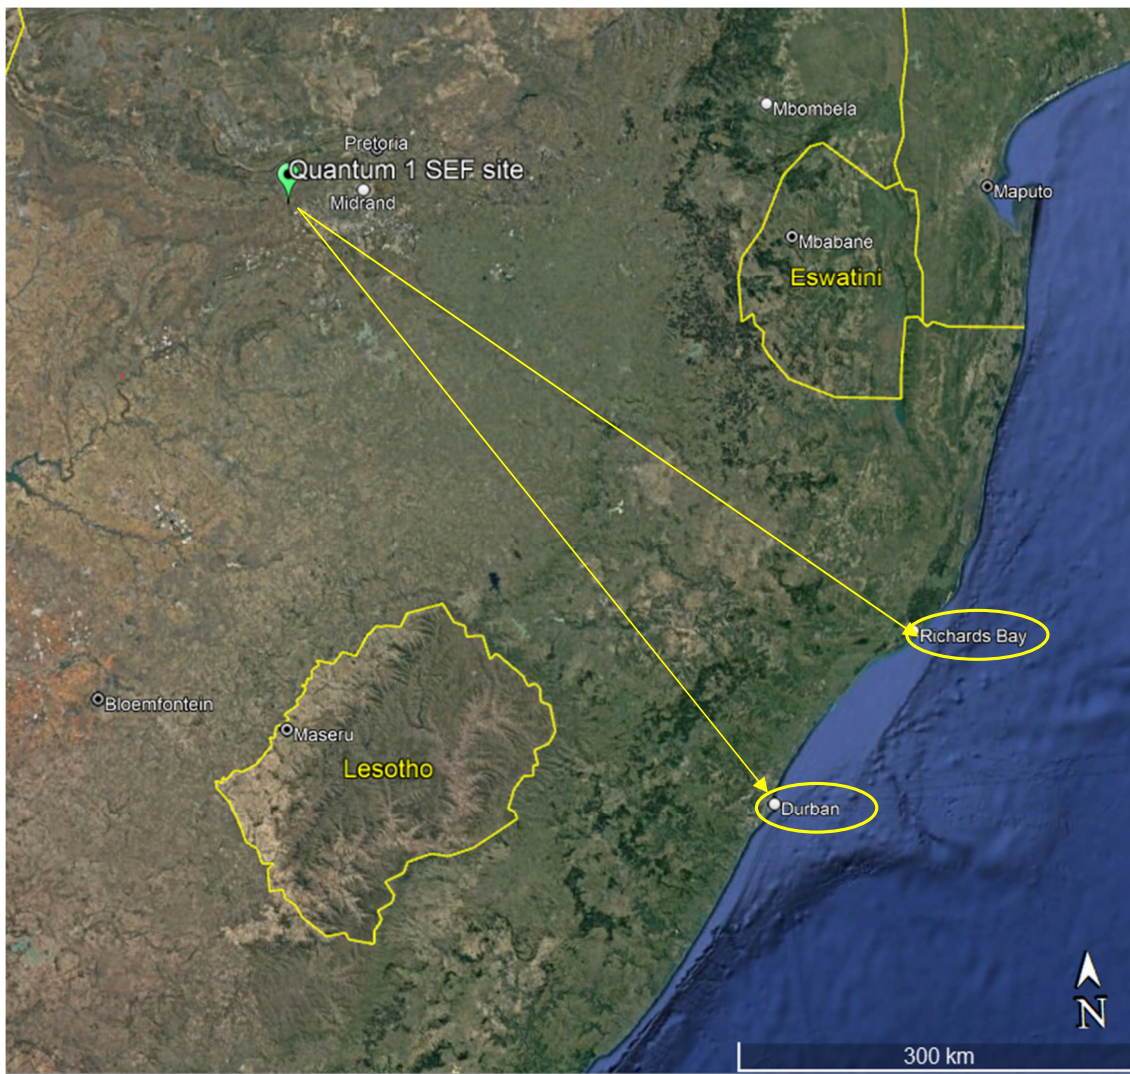 Mbombela
Pretoria
Quantum 1 SEF site
Midrand
Maputo
Mbabane
Eswatini
Richards Bay
Bloemfontein
Maseru
Lesotho
Durban
N
300 km